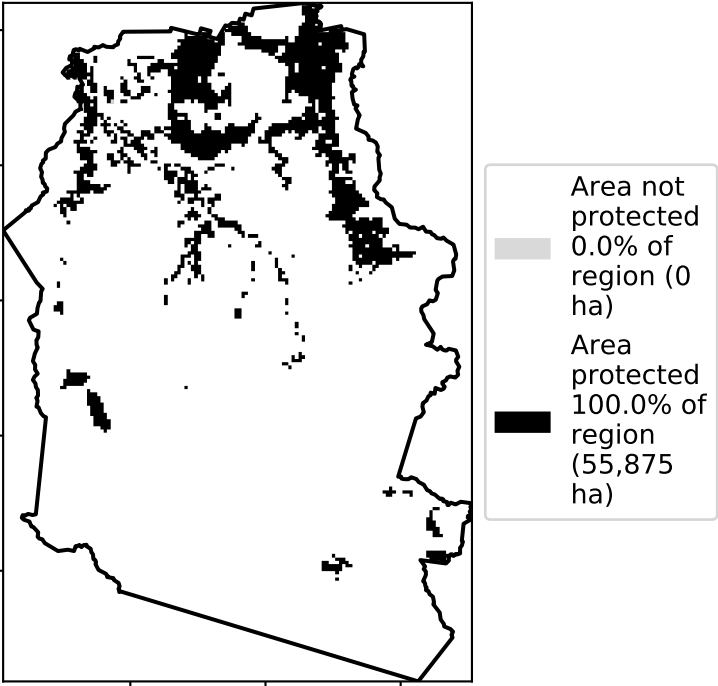 Area not
protected
0.0% of
region (0
ha)
Area
protected
100.0% of
region
(55,875
ha)